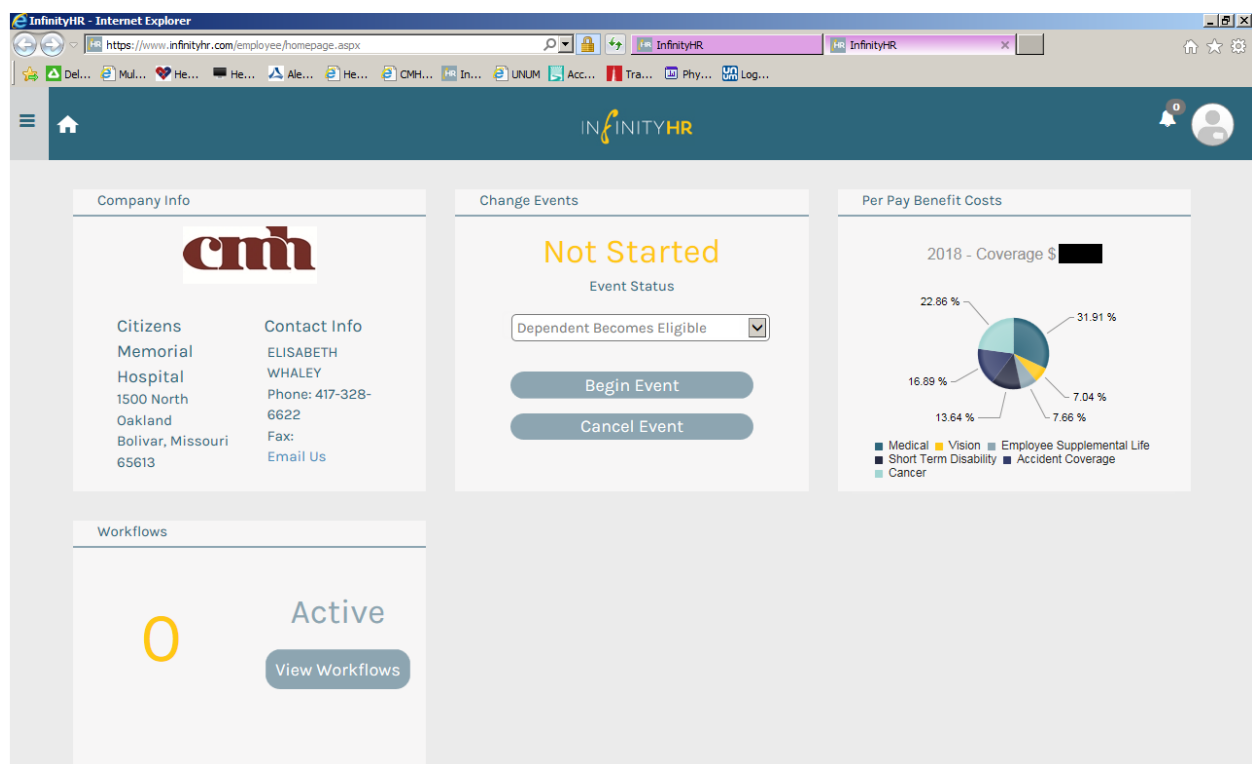 InfinityHR - Internet Explorer
https://www.infinityhr.com/employee/homepage.aspx
InfinityHR
InfinityHR
Del... Mul... He... He... Ale... He... CMH... In... UNUM Acc... Tra... Phy... Log...
INFINITYHR
0
Company Info
cmh
Citizens
Memorial
Hospital
1500 North
Oakland
Bolivar, Missouri
65613
Contact Info
ELISABETH
WHALEY
Phone: 417-328-
6622
Fax:
Email Us
Change Events
Not Started
Event Status
Dependent Becomes Eligible
Begin Event
Cancel Event
Per Pay Benefit Costs
2018 - Coverage $
22.86 %
31.91 %
16.89 %
7.04 %
13.64 %
7.66 %
Medical Vision Employee Supplemental Life
Short Term Disability Accident Coverage
Cancer
Workflows
0
Active
View Workflows